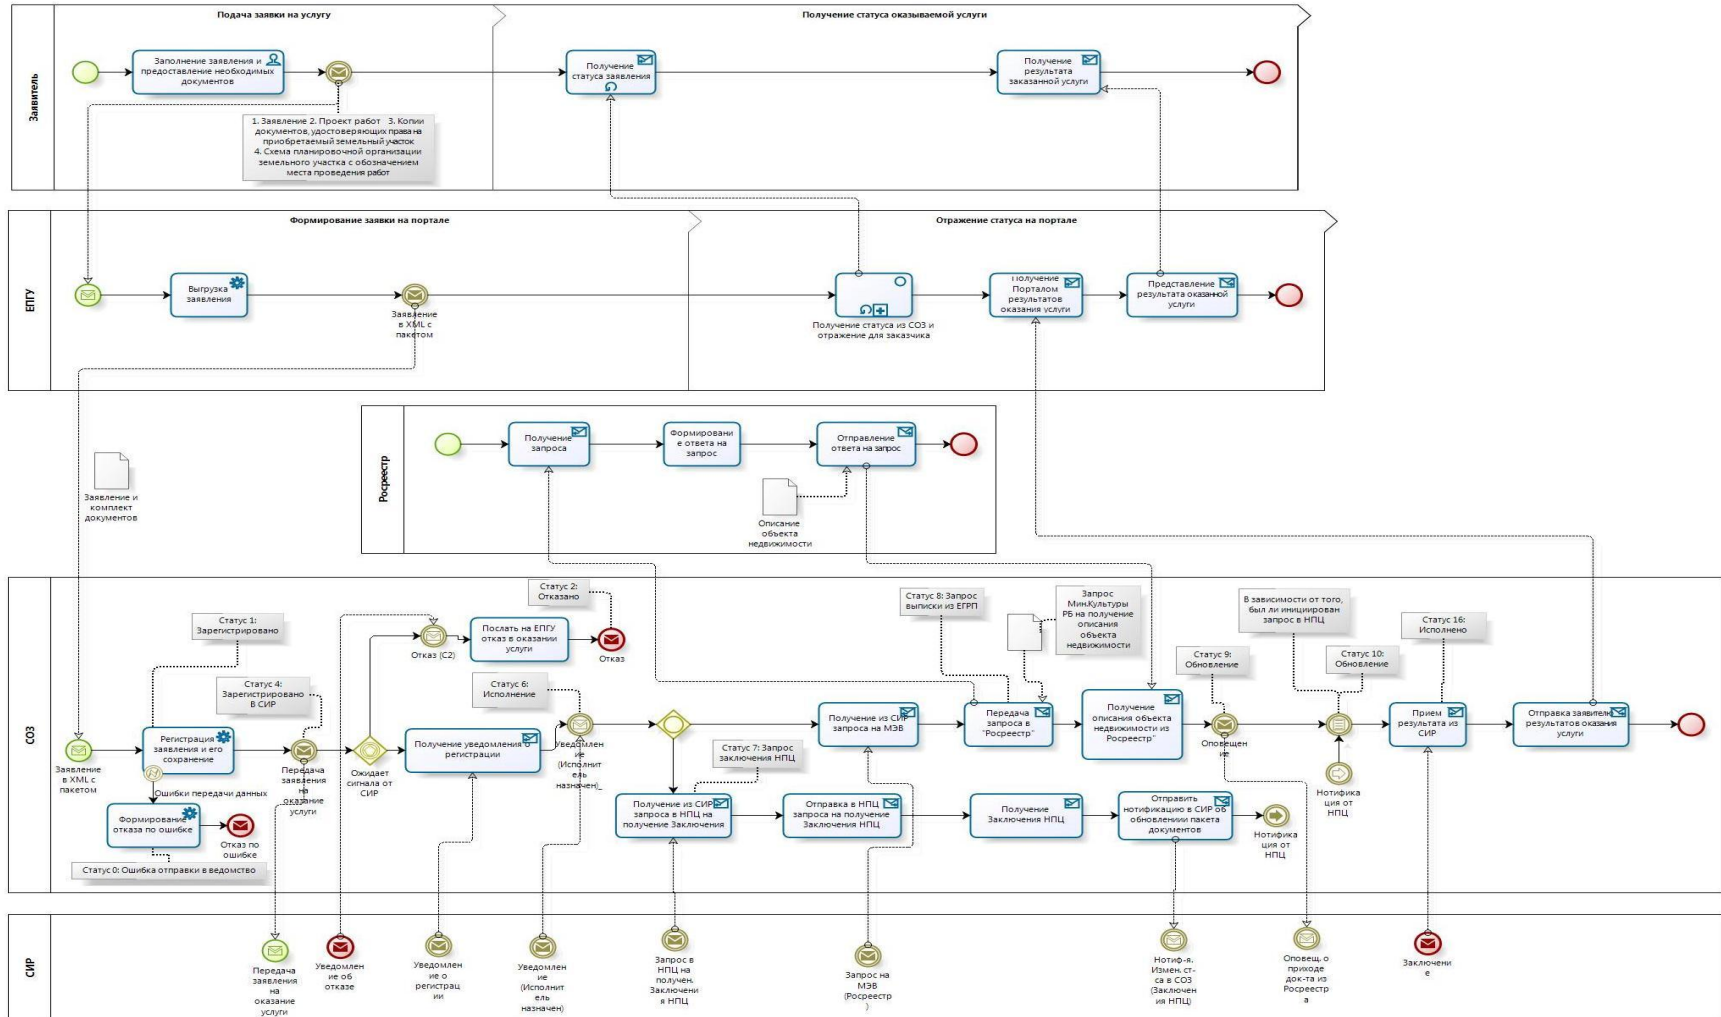 Подача заявки на услугу
Получение статуса оказываемой услуги
Заявитель
Заполнение заявления и
предоставление необходимых
документов
Получение
статуса заявления
Получение
результата
заказанной услуги
1. Заявление 2. Проект работ 3. Копии
документов, удостоверяющих права на
приобретаемый земельный участок
4. Схема планировочной организации
земельного участка с обозначением
места проведения работ
Формирование заявки на портале
Отражение статуса на портале
ЕПГУ
Выгрузка
заявления
Заявление
в XML с
пакетом
Получение статуса из СОЗ и
отражение для заказчика
Получение
Порталом
результатов
оказания услуги
Представление
результата оказанной
услуги
Росреестр
Получение
запроса
Формировани
е ответа на
запрос
Отправление
ответа на запрос
Описание
объекта
недвижимости
Заявление и
комплект
документов
СОЗ
Статус 1:
Зарегистрировано
Статус 4:
Зарегистрировано
В СИР
Статус 2:
Отказано
Отказ (С2)
Послать на ЕПГУ
отказ в оказании
услуги
Отказ
Статус 6:
Исполнение
Статус 8: Запрос
выписки из ЕГРП
Запрос
Мин.Культуры
РБ на получение
описания
объекта
недвижимости
Статус 9:
Обновление
В зависимости от того,
был ли инициирован
запрос в НПЦ
Статус 10:
Обновление
Статус 16:
Исполнено
Заявление
в XML с
пакетом
Регистрация
заявления и его
сохранение
Передача
заявления
на
оказание
услуги
Ожидает
сигнала от
СИР
Получение уведомления о
регистрации
Уведомлен
ие
(Исполнит
ель
назначен)_
Статус 7: Запрос
заключения НПЦ
Получение из СИР
запроса на МЭВ
Передача
запроса в
"Росреестр"
Получение
описания объекта
недвижимости из
Росреестр"
Оповещен
ие
Нотифика
ция от
НПЦ
Прием
результата из
СИР
Отправка заявителю
результатов оказания
услуги
Ошибки передачи данных
Формирование
отказа по ошибке
Отказ по
ошибке
Статус 0: Ошибка отправки в ведомство
Получение из СИР
запроса в НПЦ на
получение Заключения
Отправка в НПЦ
запроса на получение
Заключения НПЦ
Получение
Заключения НПЦ
Отправить
нотификацию в СИР об
обновлениии пакета
документов
Нотифика
ция от
НПЦ
СИР
Передача
заявления
на
оказание
услуги
Уведомлен
ие об
отказе
Уведомлен
ие о
регистрац
ии
Уведомлен
ие
(Исполнит
ель
назначен)
Запрос в
НПЦ на
получен.
Заключени
я НПЦ
Запрос на
МЭВ
(Росреестр
)
Нотиф-я.
Измен. ст-
са в СОЗ
(Заключен
ия НПЦ)
Оповещ. о
приходе
док-та из
Росреестр
а
Заключени
е